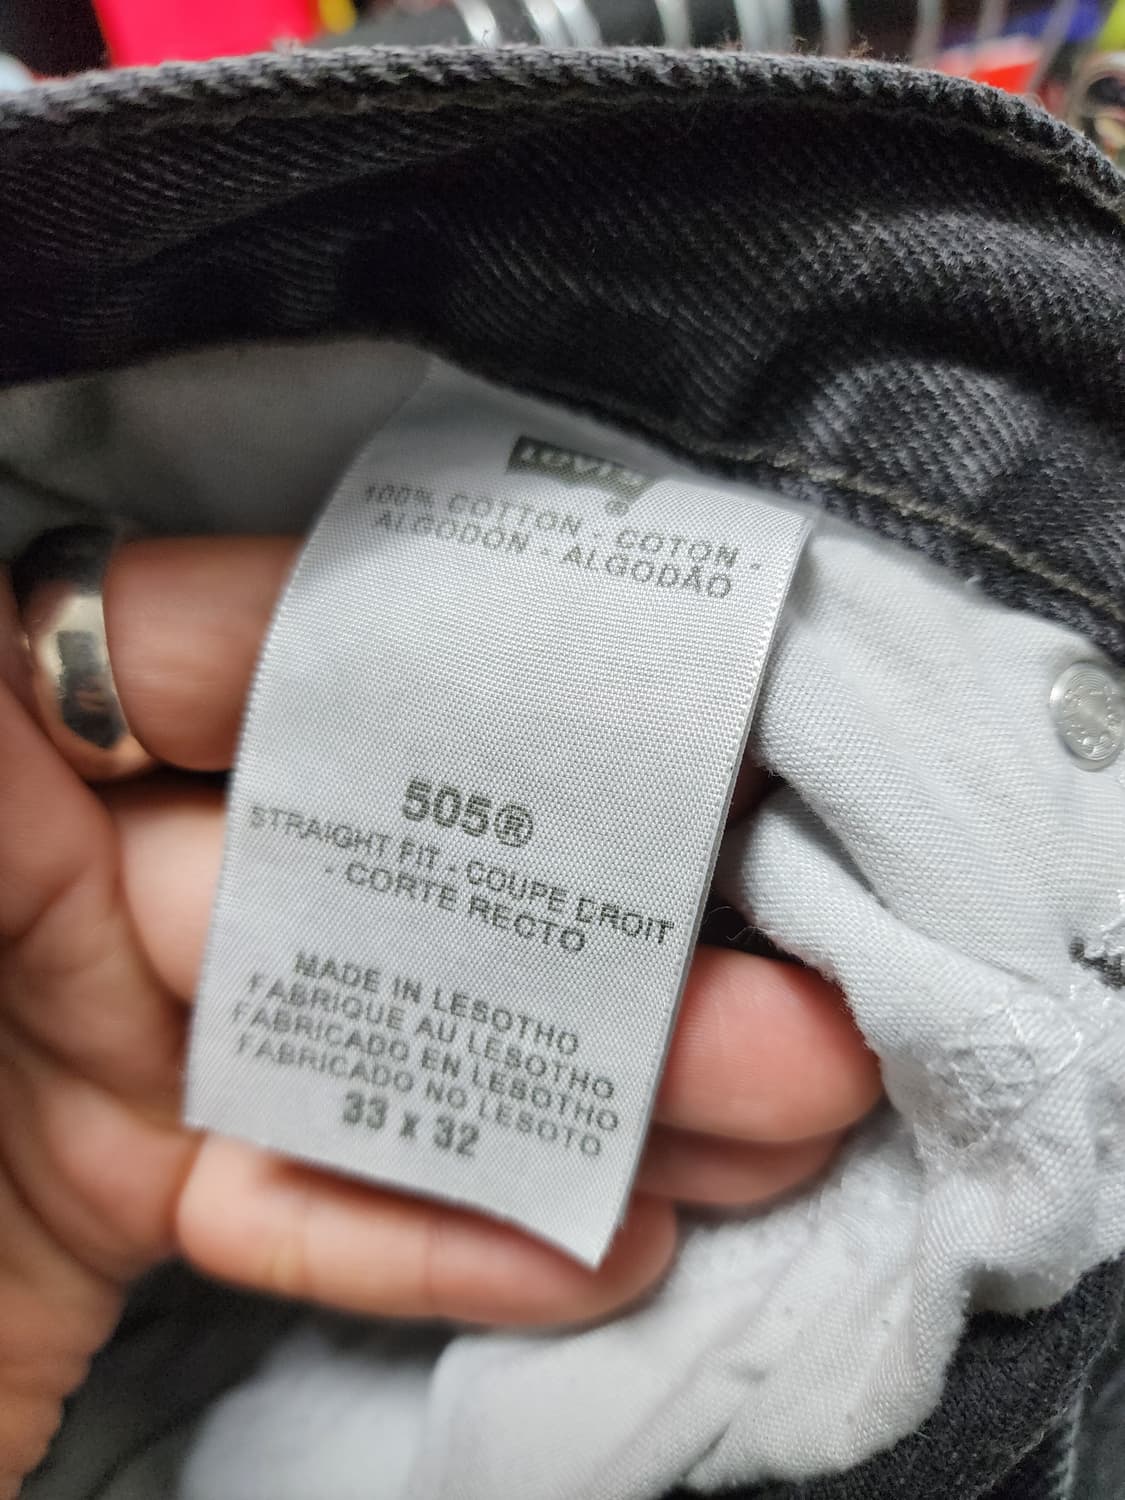 LEVI'S
®
100% COTTON - COTON -
ALGODON - ALGODÃO
505®
STRAIGHT FIT - COUPE DROIT
- CORTE RECTO
MADE IN LESOTHO
FABRIQUE AU LESOTHO
FABRICADO EN LESOTHO
FABRICADO NO LESOTO
33 x 32